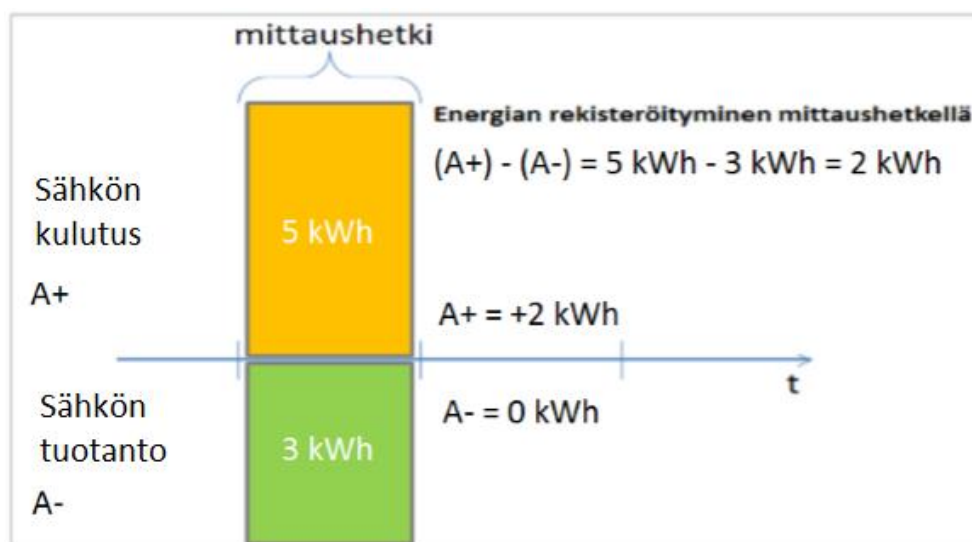 mittaushetki
Energian rekisteröityminen mittaushetkellä
(A+) - (A-) = 5 kWh - 3 kWh = 2 kWh
Sähkön
kulutus
A+
5 kWh
A+ = +2 kWh
t
Sähkön
tuotanto
A-
3 kWh
A- = 0 kWh